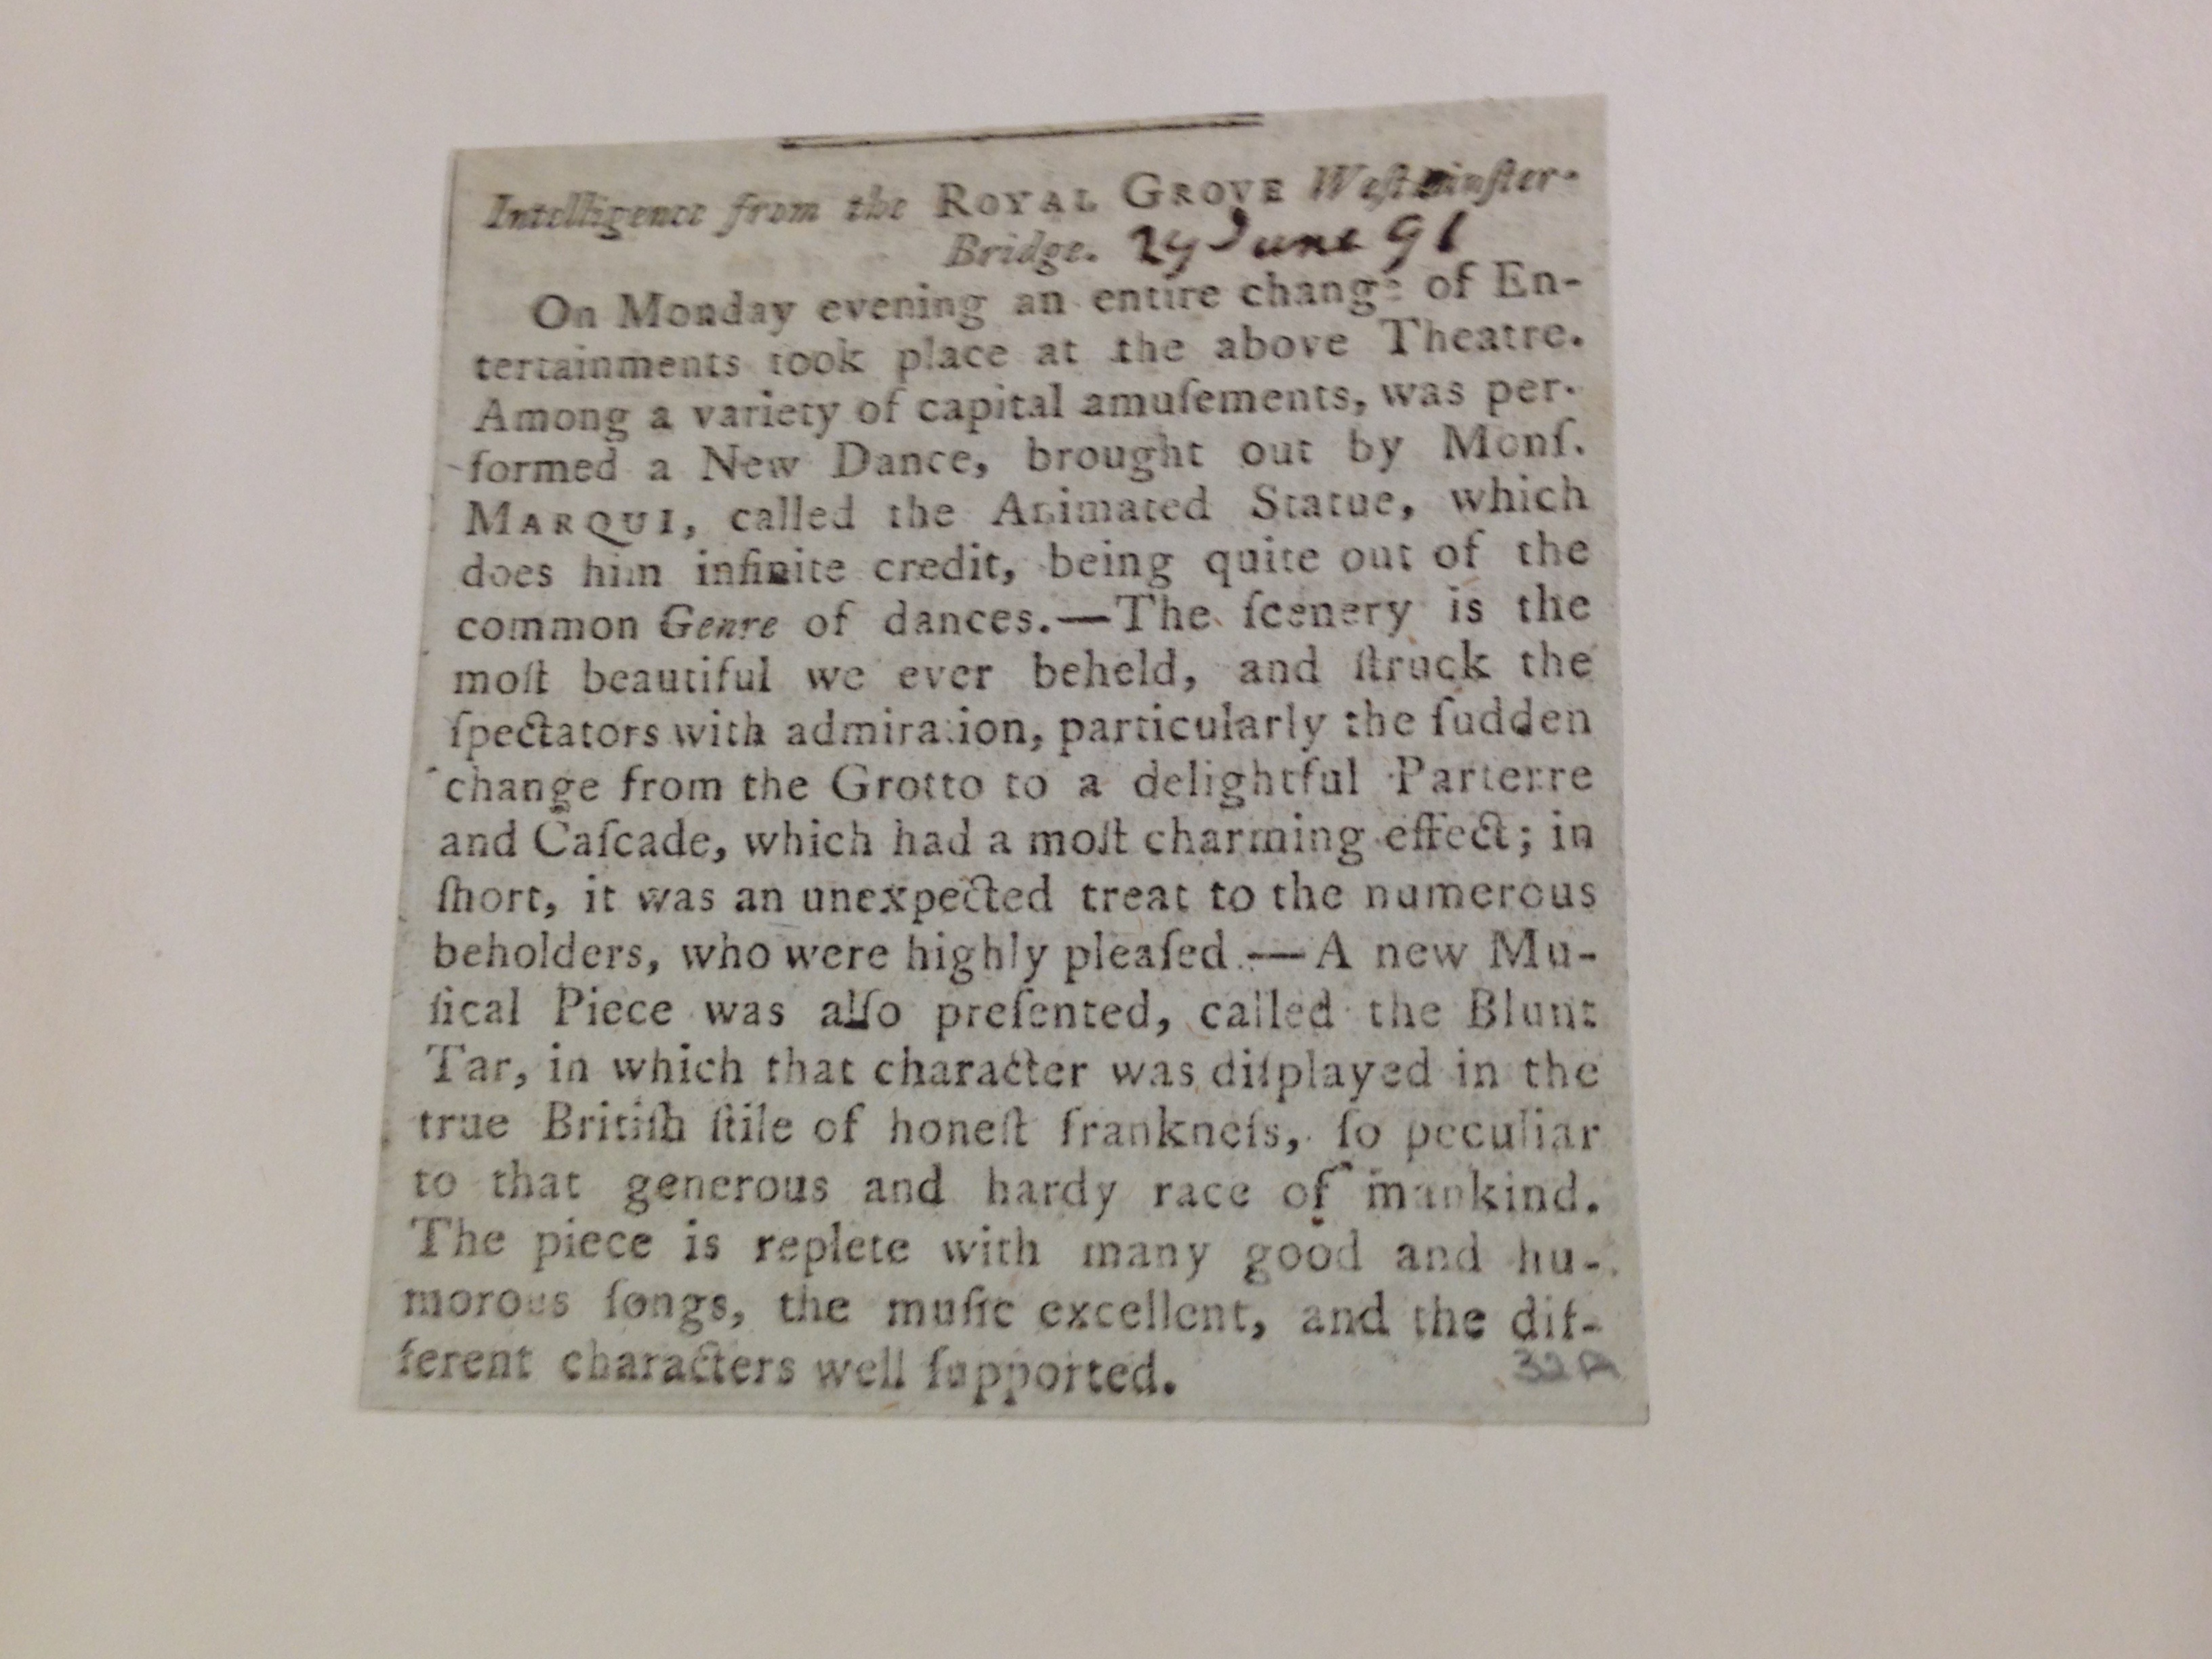 Intelligence from the ROYAL GROVE Weſtminſter-
Bridge. 29 June 91
On Monday evening an entire change of En-
tertainments took place at the above Theatre.
Among a variety of capital amuſements, was per-
formed a New Dance, brought out by Monſ.
MARQUI, called the Animated Statue, which
does him infinite credit, being quite out of the
common Genre of dances.—The ſcenery is the
moſt beautiful we ever beheld, and ſtruck the
ſpectators with admiration, particularly the ſudden
change from the Grotto to a delightful Parterre
and Caſcade, which had a moſt charming effect; in
ſhort, it was an unexpected treat to the numerous
beholders, who were highly pleaſed.—A new Mu-
ſical Piece was alſo preſented, called the Blunt
Tar, in which that character was diſplayed in the
true Britiſh ſtile of honeſt frankneſs, ſo peculiar
to that generous and hardy race of mankind.
The piece is replete with many good and hu-
morous ſongs, the muſic excellent, and the dif-
ferent characters well ſupported.